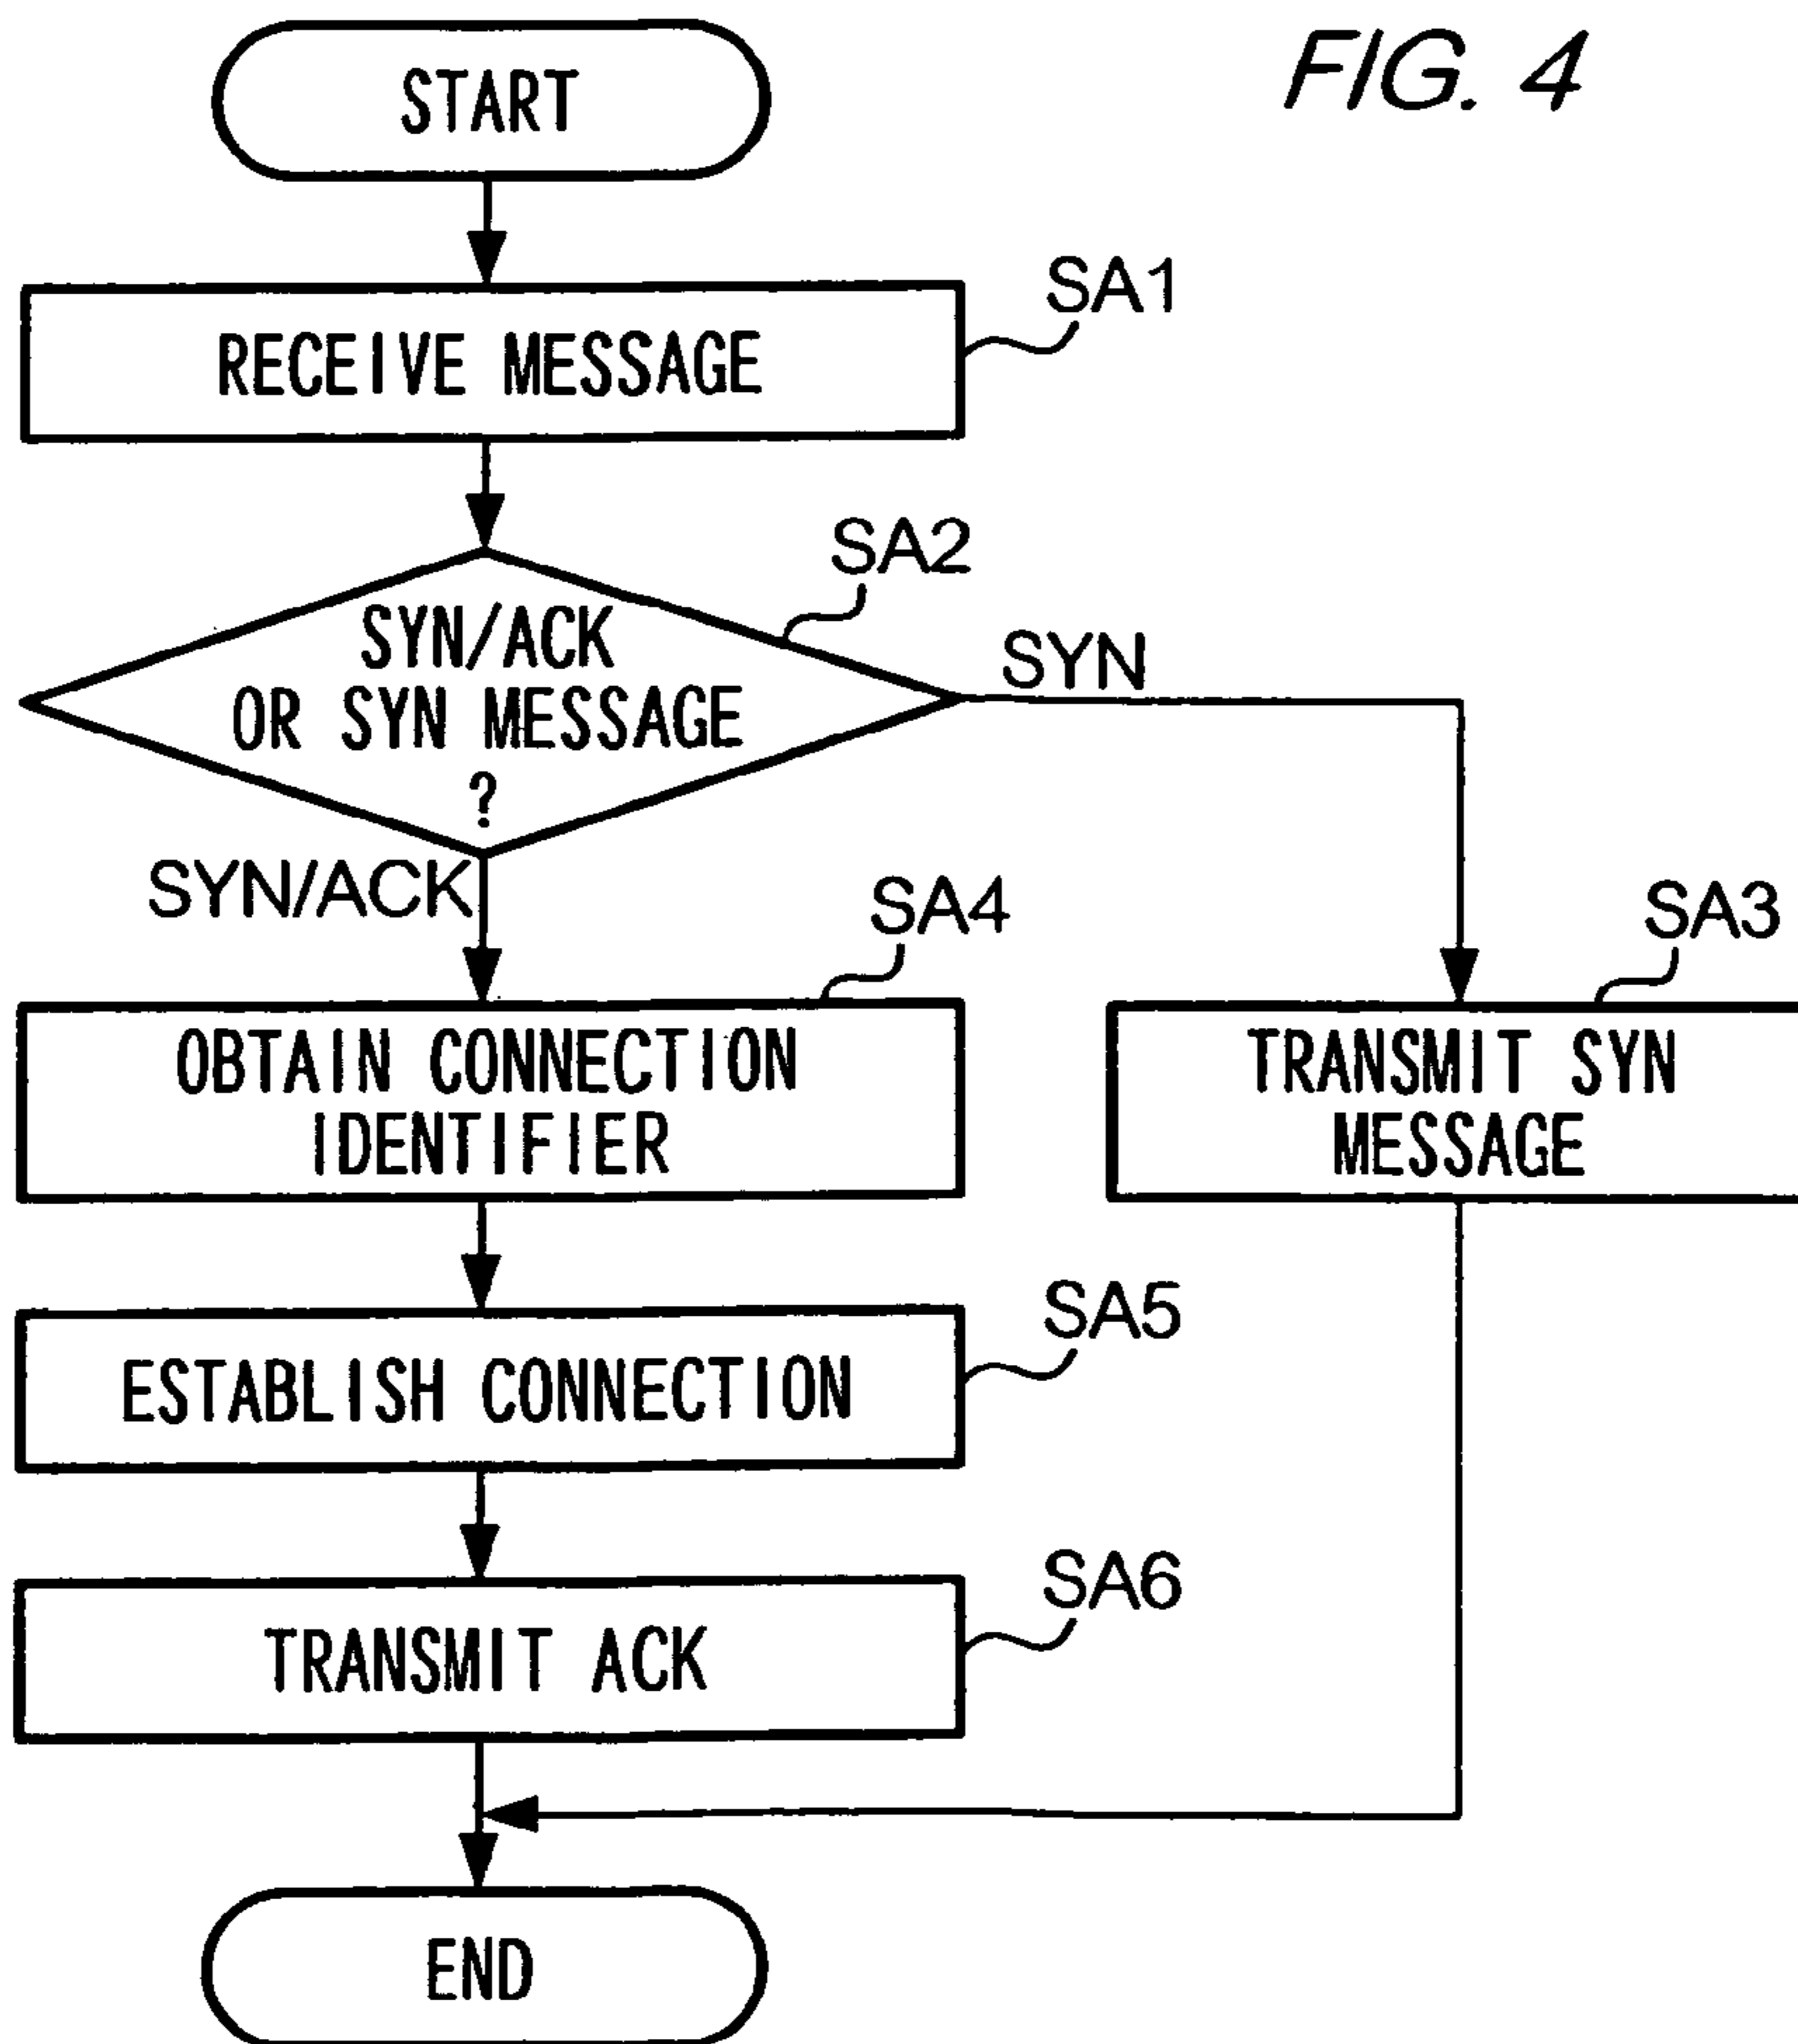 FIG. 4
START
SA1
RECEIVE MESSAGE
SA2
SYN/ACK
OR SYN MESSAGE
?
SYN
SYN/ACK
SA4
SA3
OBTAIN CONNECTION
IDENTIFIER
TRANSMIT SYN
MESSAGE
SA5
ESTABLISH CONNECTION
SA6
TRANSMIT ACK
END